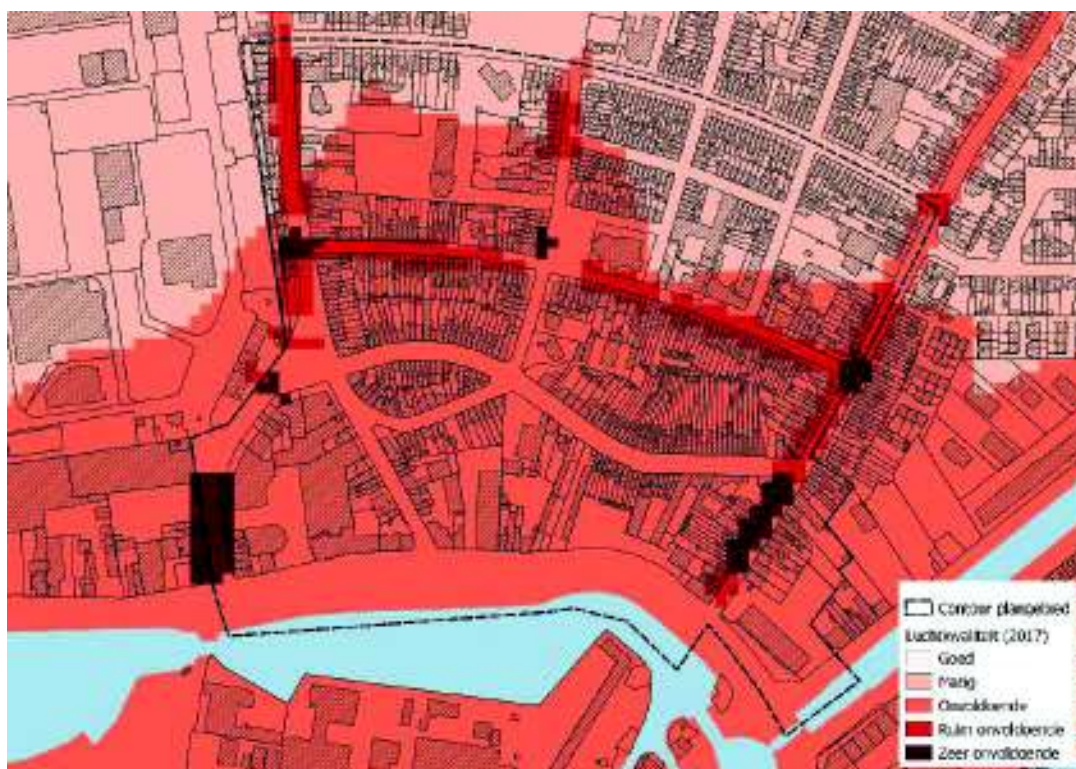 Contour plangebied
Luchtkwaliteit (2017)
Goed
Matig
Onvoldoende
Ruim onvoldoende
Zeer onvoldoende